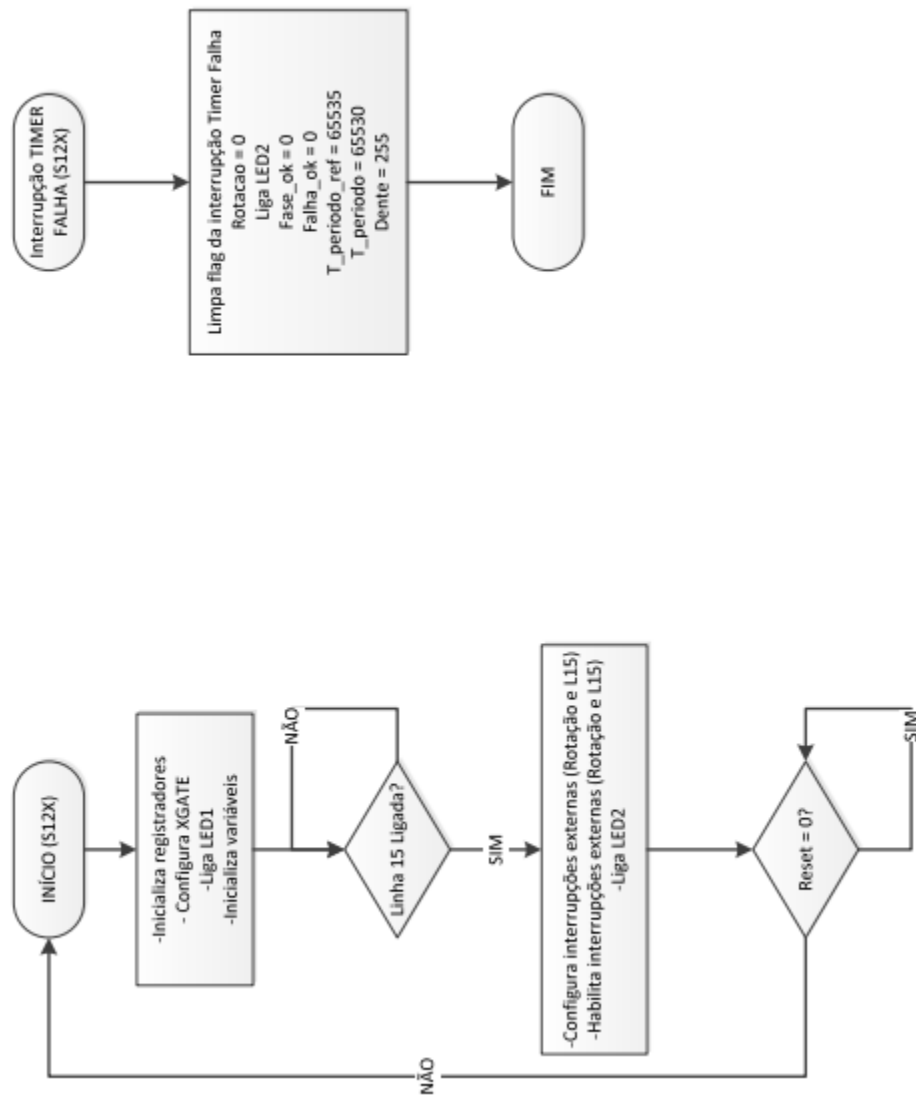 INÍCIO (S12X)
-Inicializa registradores
- Configura XGATE
-Liga LED1
-Inicializa variáveis
NÃO
Linha 15 Ligada?
SIM
-Configura interrupções externas (Rotação e L15)
-Habilita interrupções externas (Rotação e L15)
-Liga LED2
Reset = 0?
SIM
NÃO
Interrupção TIMER
FALHA (S12X)
Limpa flag da interrupção Timer Falha
Rotacao = 0
Liga LED2
Fase_ok = 0
Falha_ok = 0
T_periodo_ref = 65535
T_periodo = 65530
Dente = 255
FIM